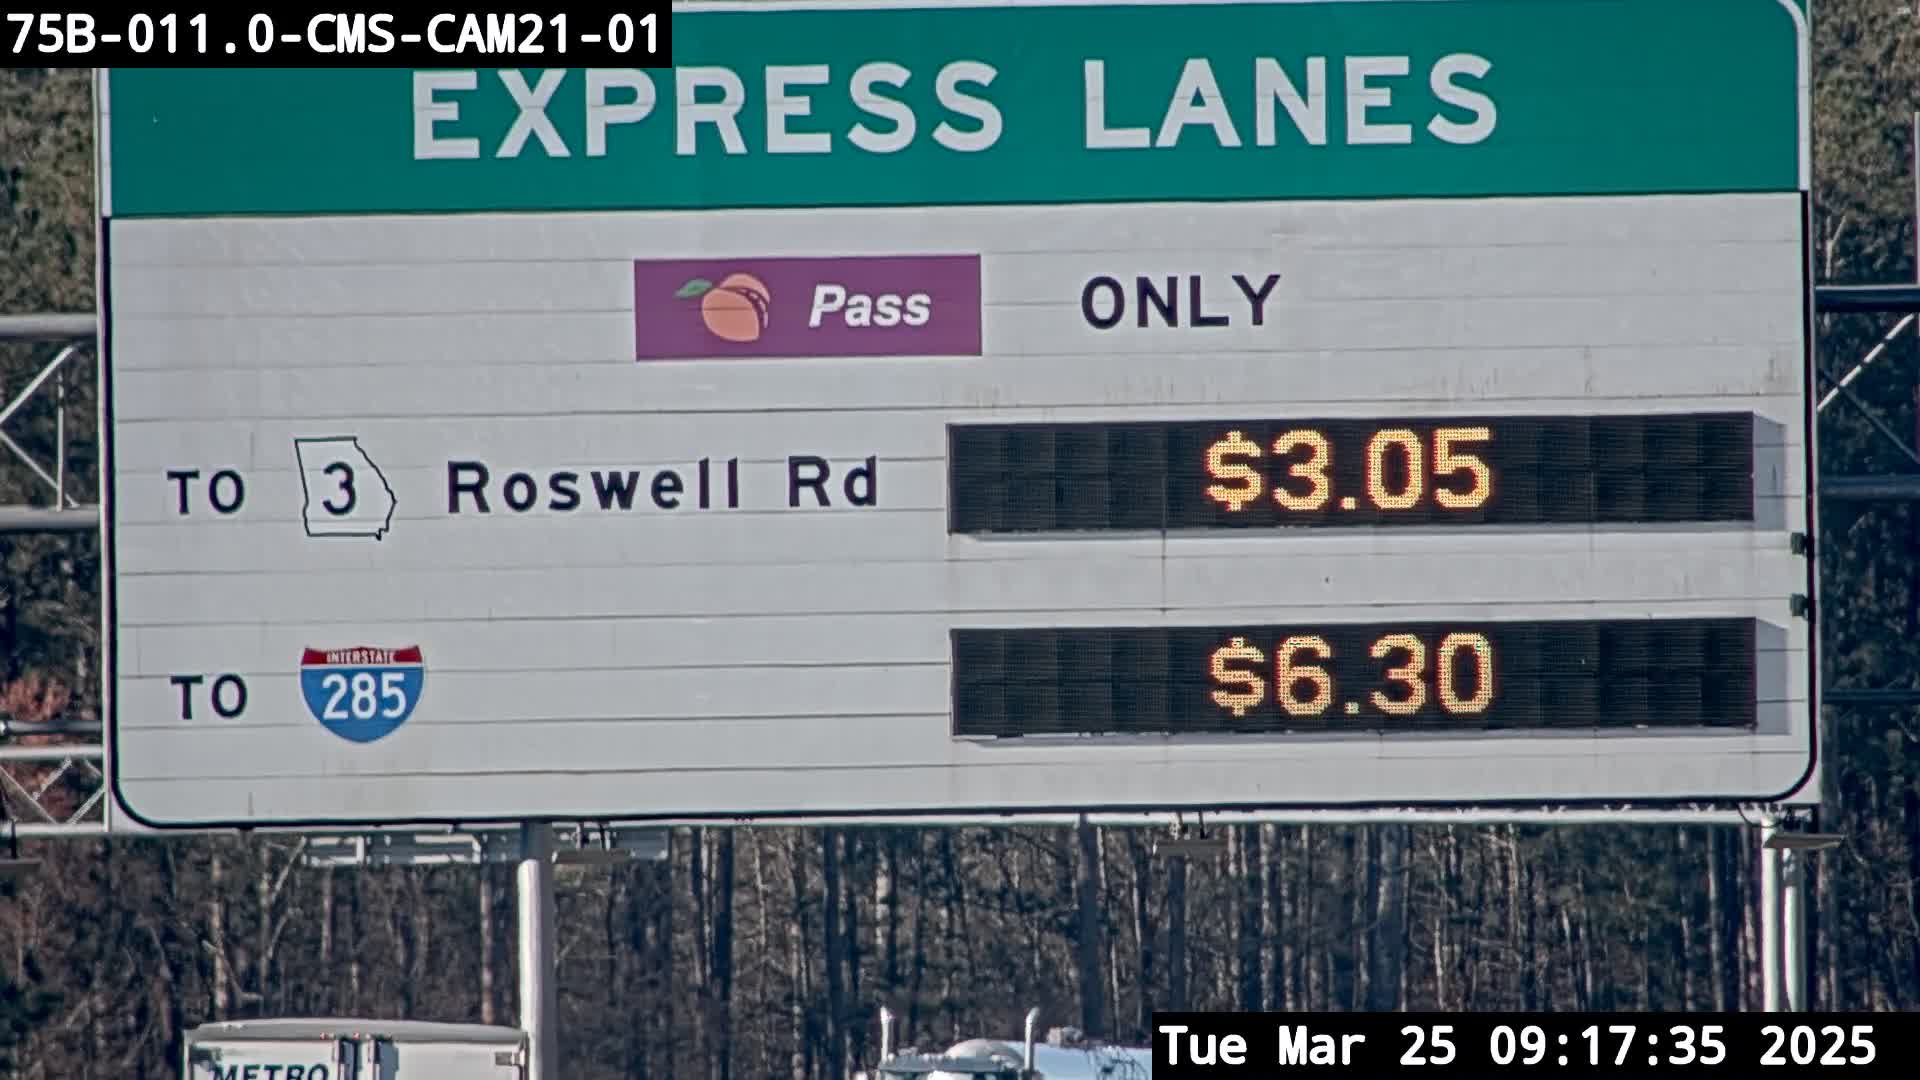 75B-011.0-CMS-CAM21-01
EXPRESS LANES
Pass ONLY
TO 3 Roswell Rd $3.05
TO INTERSTATE 285 $6.30
METRO
Tue Mar 25 09:17:35 2025